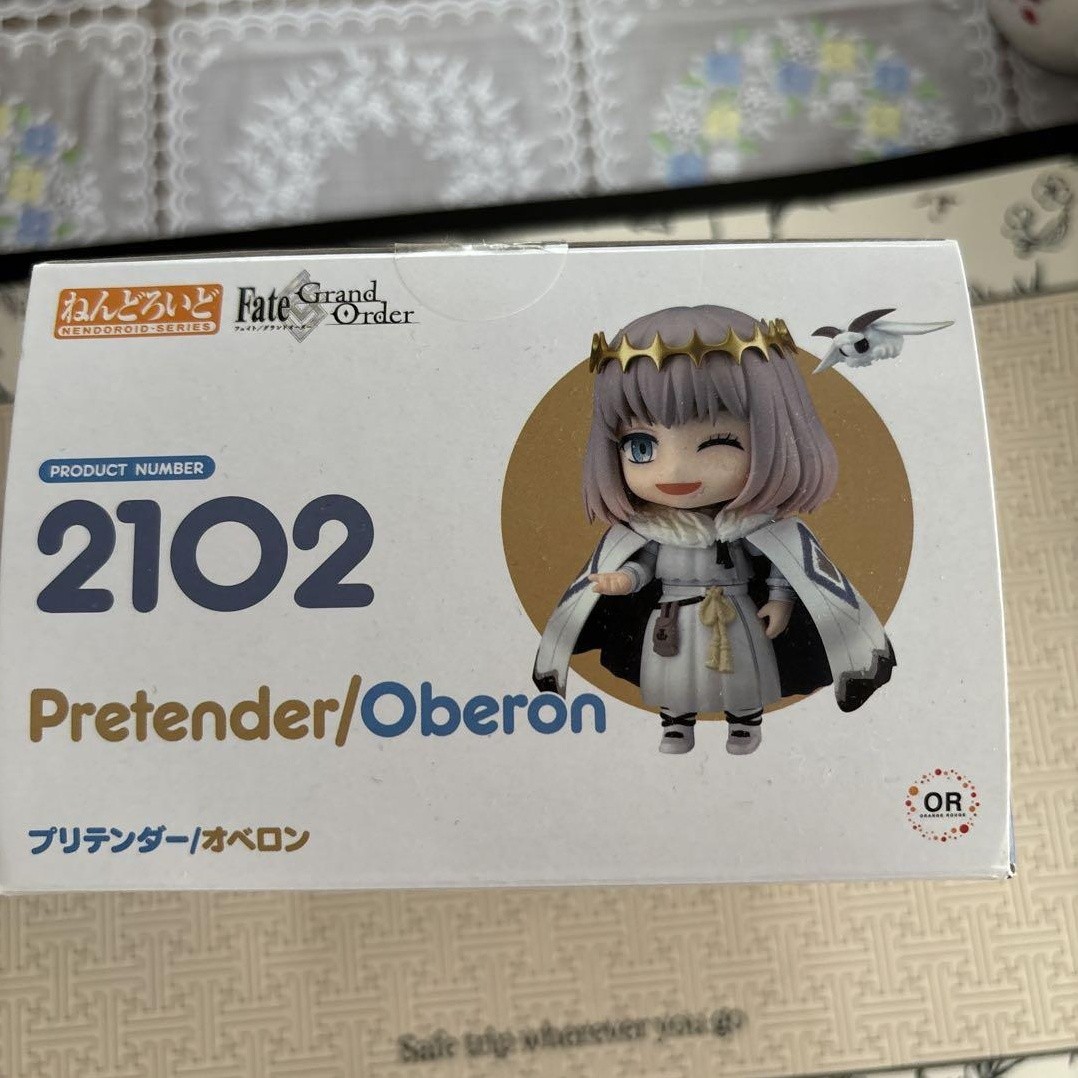 ねんどろいど
NENDOROID-SERIES
Fate Grand Order
フェイト/グランドオーダー
PRODUCT NUMBER
2102
Pretender/Oberon
プリテンダー/オベロン
OR
ORANGE ROUGE
Safe trip wherever you go